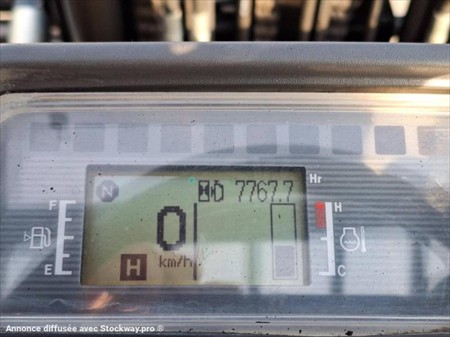 N 7767.7 Hr
F H
0
H km/h
E C
Annonce diffusée avec Stockway.pro ®